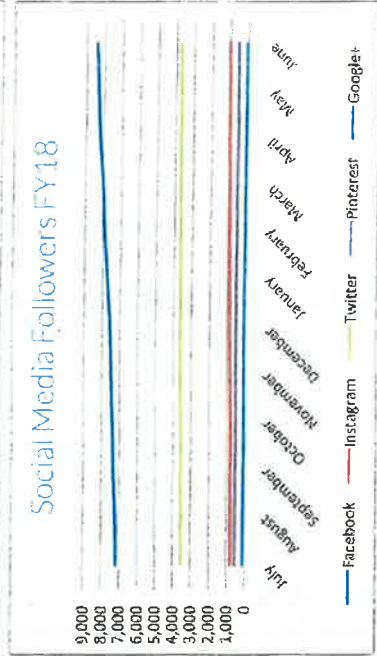 Social Media Followers FY18
9,000
8,000
7,000
6,000
5,000
4,000
3,000
2,000
1,000
0
July
August
September
October
November
December
January
February
March
April
May
June
Facebook
Instagram
Twitter
Pinterest
Google+